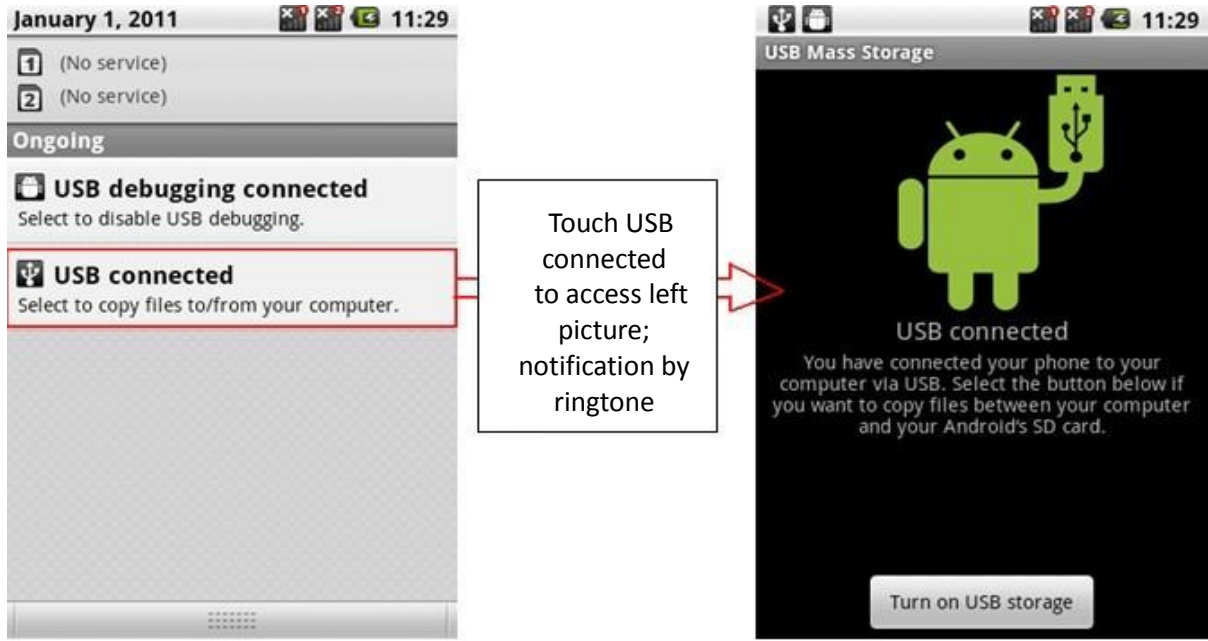 January 1, 2011 11:29
1 (No service)
2 (No service)
Ongoing
USB debugging connected
Select to disable USB debugging.
USB connected
Select to copy files to/from your computer.
Touch USB
connected
to access left
picture;
notification by
ringtone
11:29
USB Mass Storage
USB connected
You have connected your phone to your
computer via USB. Select the button below if
you want to copy files between your computer
and your Android's SD card.
Turn on USB storage